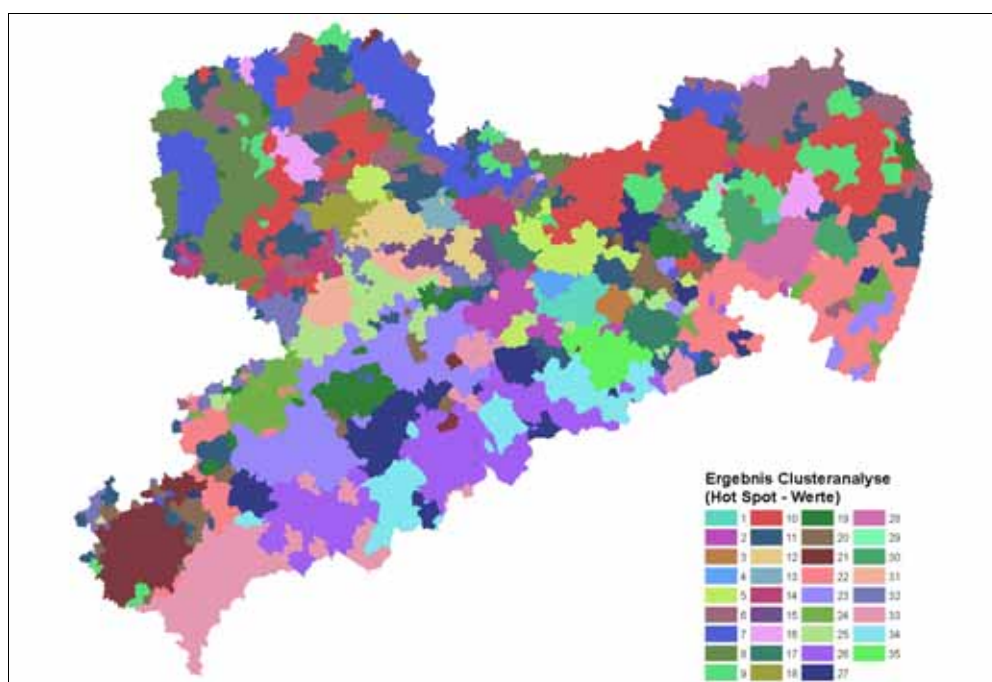 Ergebnis Clusteranalyse
(Hot Spot - Werte)
1 10 19 28
2 11 20 29
3 12 21 30
4 13 22 31
5 14 23 32
6 15 24 33
7 16 25 34
8 17 26 35
9 18 27